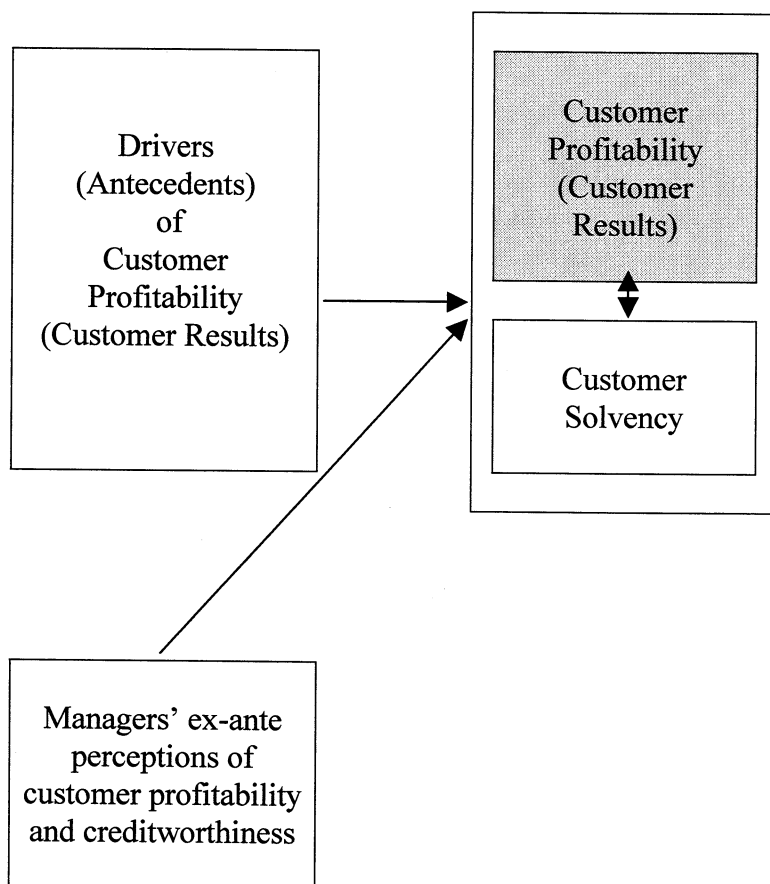 Drivers
(Antecedents)
of
Customer
Profitability
(Customer Results)
Customer
Profitability
(Customer
Results)
Customer
Solvency
Managers’ ex-ante
perceptions of
customer profitability
and creditworthiness